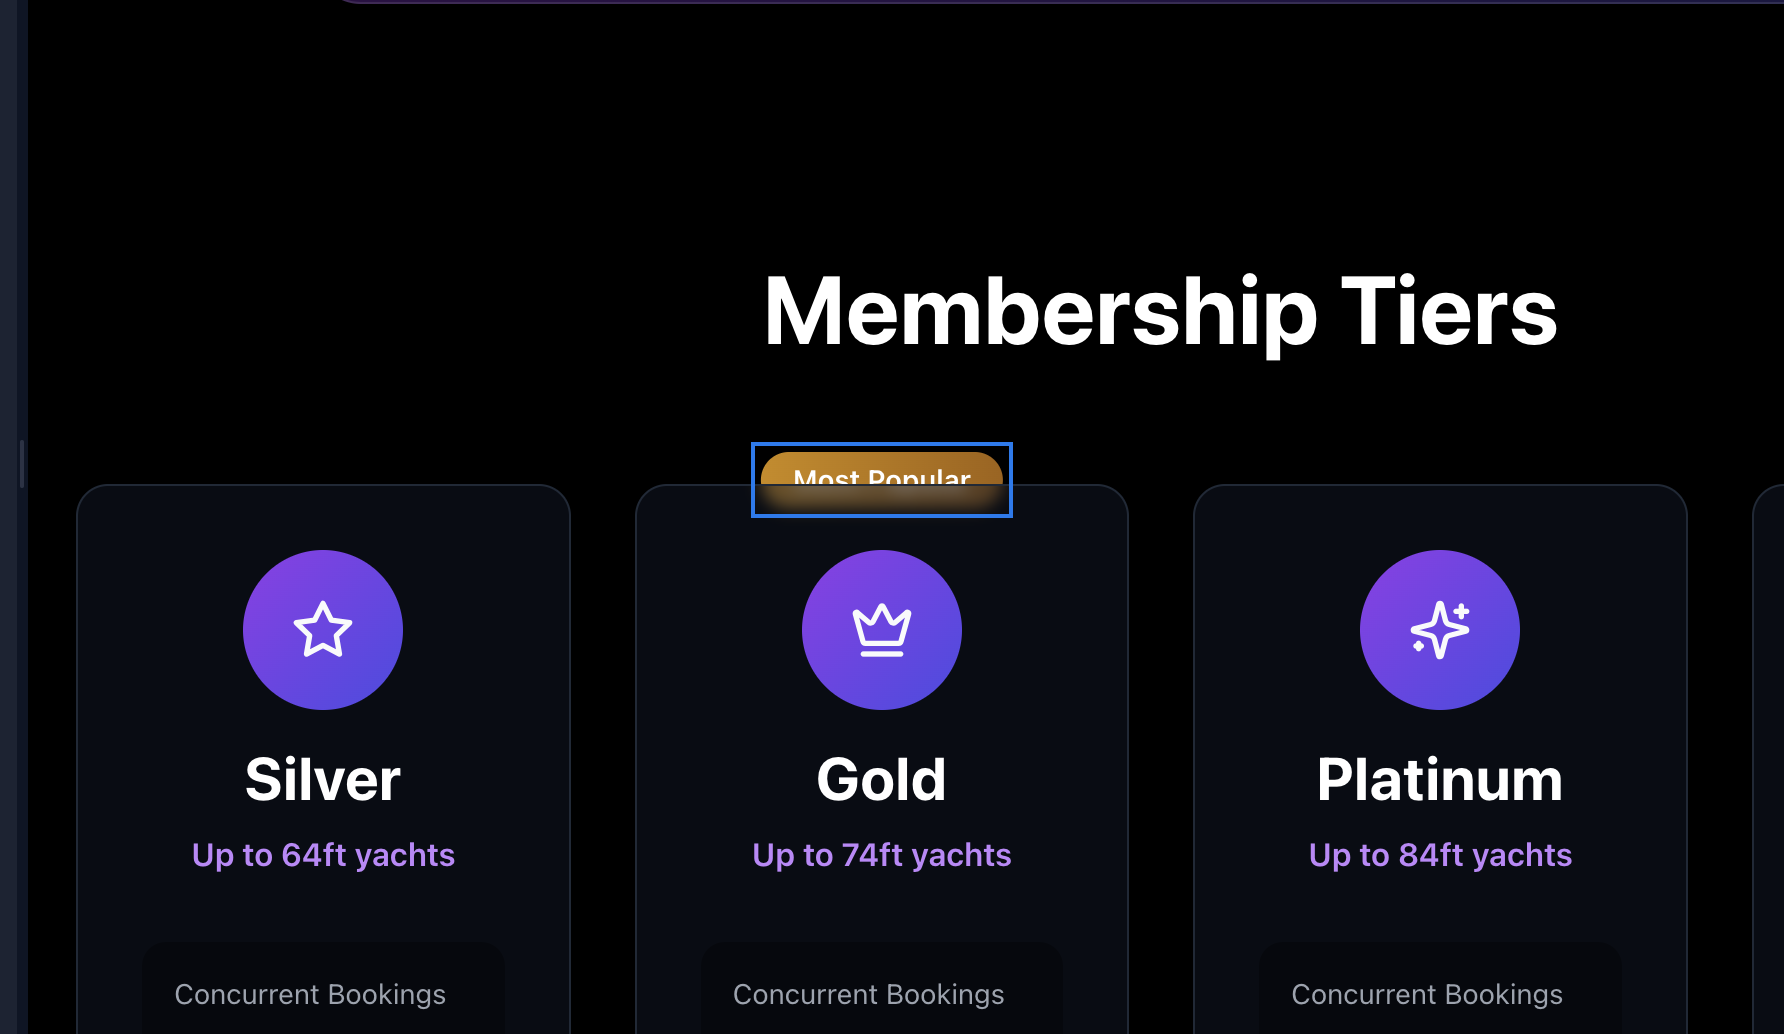 Membership Tiers
Most Popular
Silver
Up to 64ft yachts
Concurrent Bookings
Gold
Up to 74ft yachts
Concurrent Bookings
Platinum
Up to 84ft yachts
Concurrent Bookings